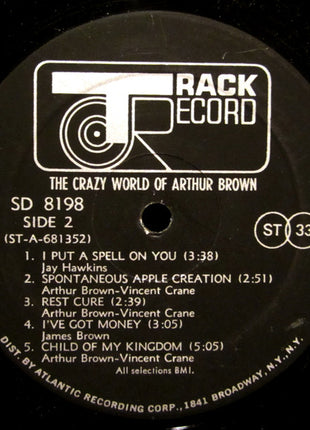 TRACK
RECORD
THE CRAZY WORLD OF ARTHUR BROWN
SD 8198
SIDE 2
(ST-A-681352)
ST 33
1. I PUT A SPELL ON YOU (3:38)
Jay Hawkins
2. SPONTANEOUS APPLE CREATION (2:51)
Arthur Brown-Vincent Crane
3. REST CURE (2:39)
Arthur Brown-Vincent Crane
4. I'VE GOT MONEY (3:05)
James Brown
5. CHILD OF MY KINGDOM (5:05)
Arthur Brown-Vincent Crane
All selections BMI.
DIST. BY ATLANTIC RECORDING CORP., 1841 BROADWAY, N.Y., N.Y.